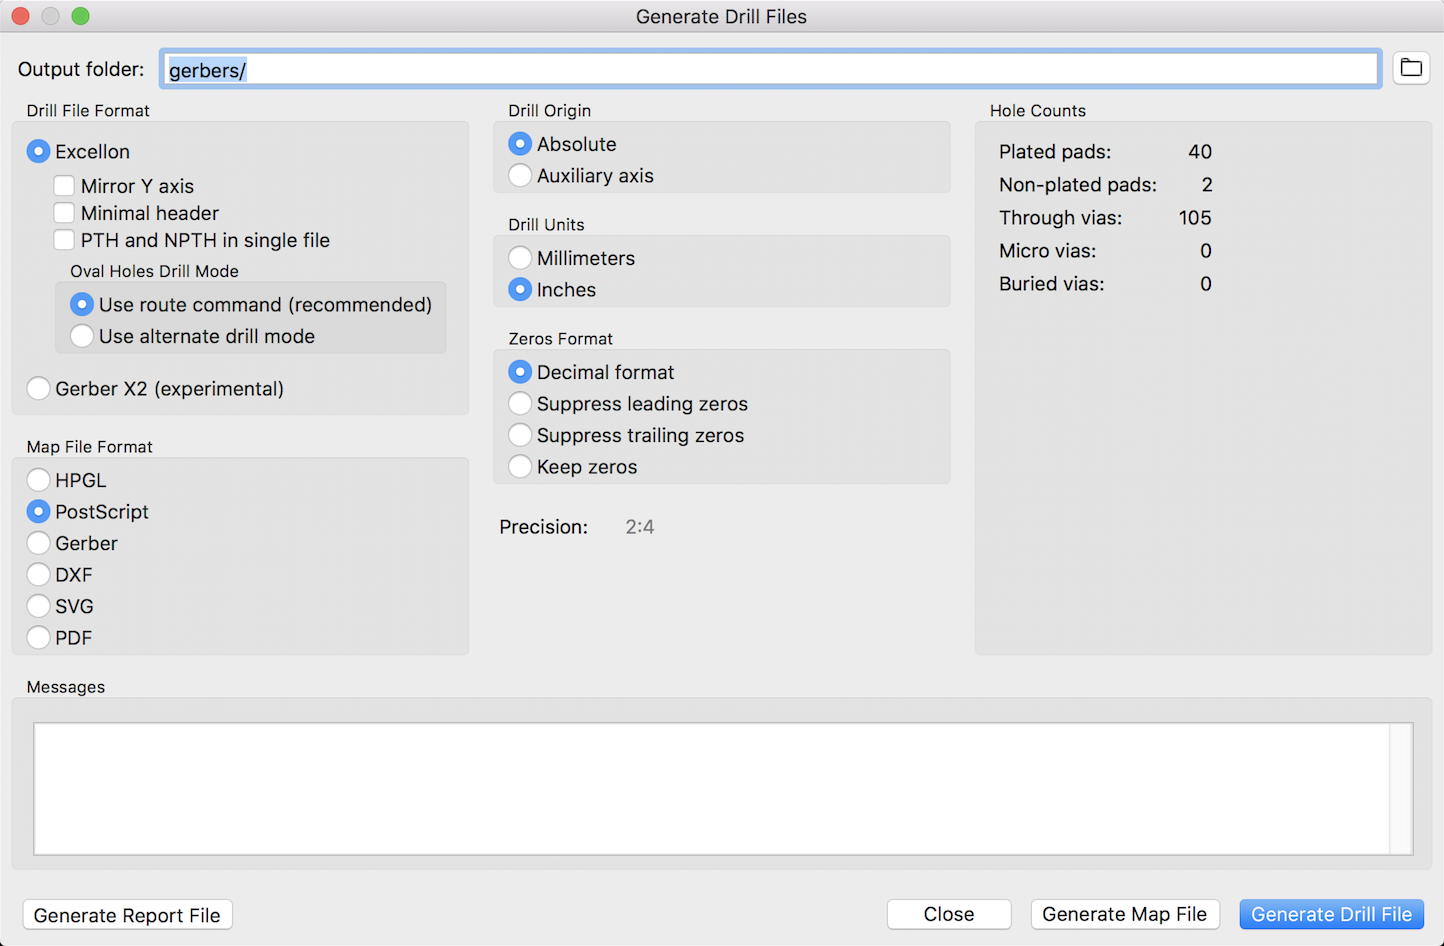 Generate Drill Files
Output folder: gerbers/
Drill File Format
Excellon
Mirror Y axis
Minimal header
PTH and NPTH in single file
Oval Holes Drill Mode
Use route command (recommended)
Use alternate drill mode
Gerber X2 (experimental)
Map File Format
HPGL
PostScript
Gerber
DXF
SVG
PDF
Drill Origin
Absolute
Auxiliary axis
Drill Units
Millimeters
Inches
Zeros Format
Decimal format
Suppress leading zeros
Suppress trailing zeros
Keep zeros
Precision: 2:4
Hole Counts
Plated pads: 40
Non-plated pads: 2
Through vias: 105
Micro vias: 0
Buried vias: 0
Messages
Generate Report File
Close
Generate Map File
Generate Drill File